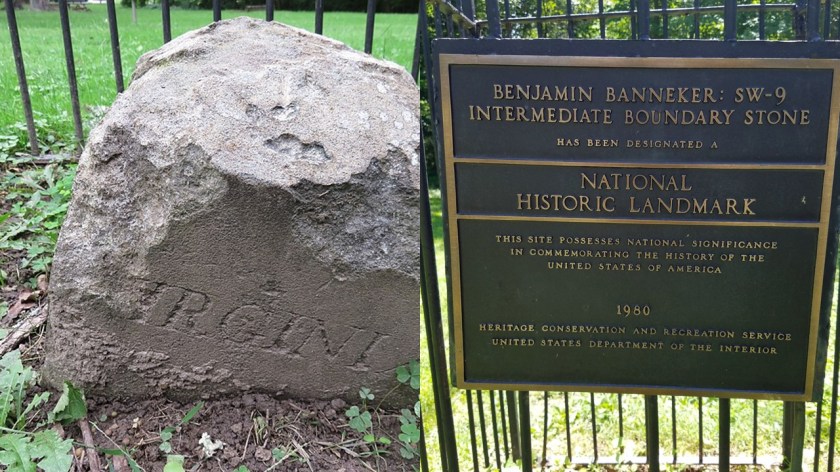 IRGINI
BENJAMIN BANNEKER: SW-9
INTERMEDIATE BOUNDARY STONE
HAS BEEN DESIGNATED A
NATIONAL
HISTORIC LANDMARK
THIS SITE POSSESSES NATIONAL SIGNIFICANCE
IN COMMEMORATING THE HISTORY OF THE
UNITED STATES OF AMERICA
1980
HERITAGE CONSERVATION AND RECREATION SERVICE
UNITED STATES DEPARTMENT OF THE INTERIOR